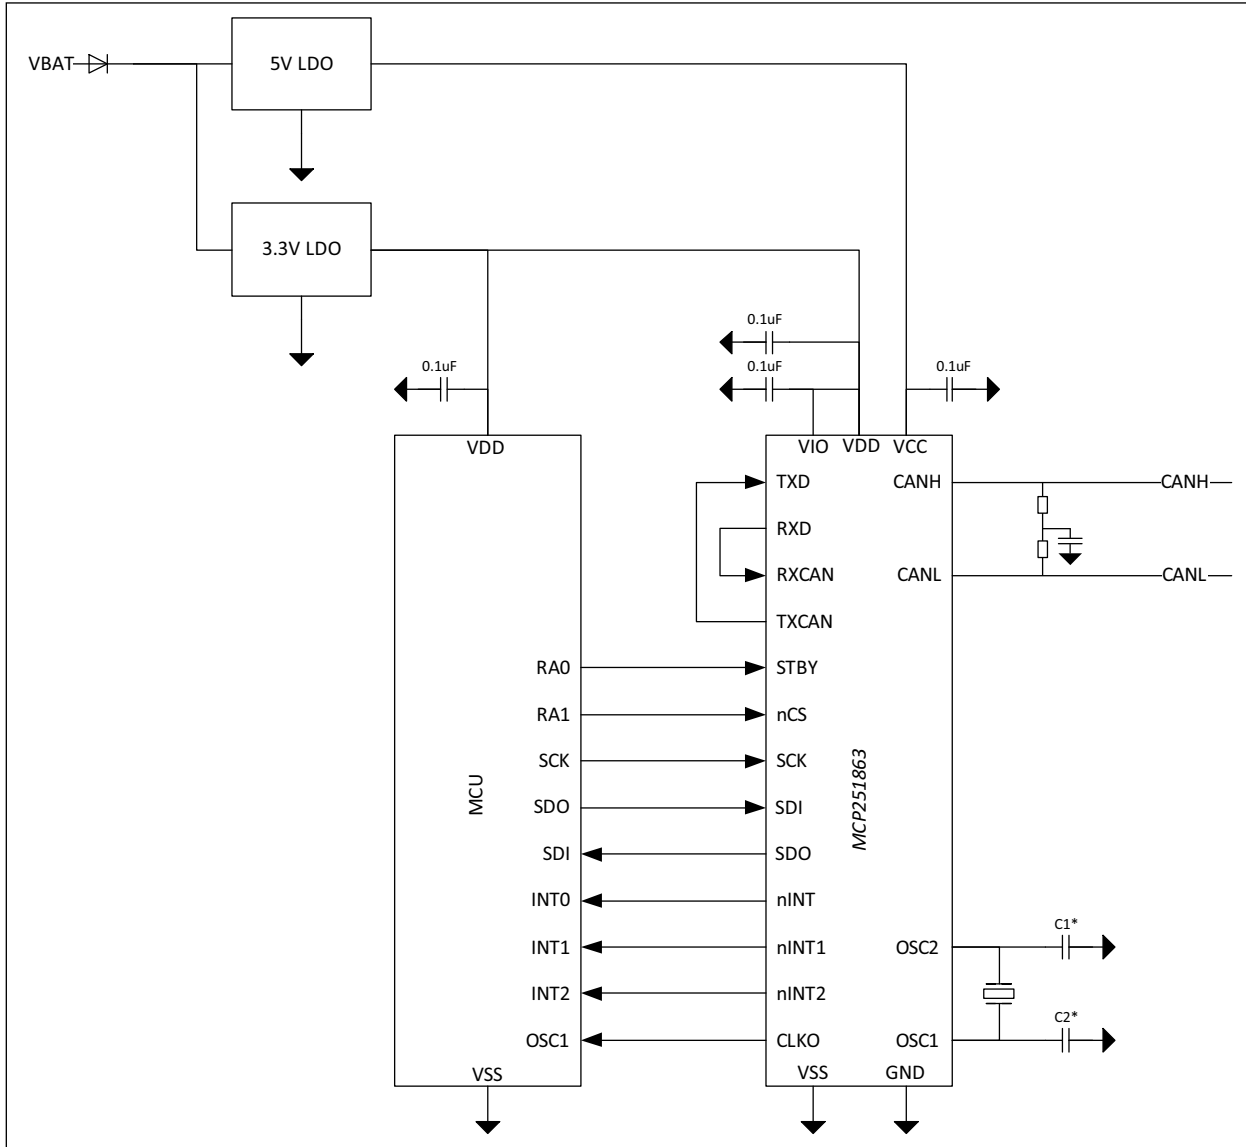 VBAT
5V LDO
3.3V LDO
0.1uF
0.1uF
0.1uF
0.1uF
VDD
VIO
VDD
VCC
TXD
CANH
CANH
RXD
RXCAN
CANL
CANL
TXCAN
RA0
STBY
RA1
nCS
SCK
SCK
MCU
MCP251863
SDO
SDI
SDI
SDO
INT0
nINT
INT1
nINT1
OSC2
C1*
INT2
nINT2
OSC1
CLKO
OSC1
C2*
VSS
VSS
GND